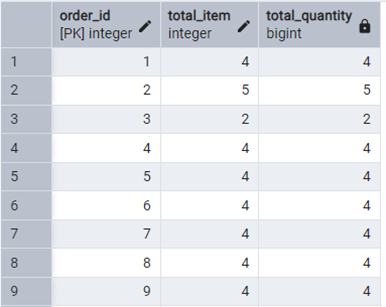 order_id total_item total_quantity
[PK] integer integer bigint
1 1 4 4
2 2 5 5
3 3 2 2
4 4 4 4
5 5 4 4
6 6 4 4
7 7 4 4
8 8 4 4
9 9 4 4